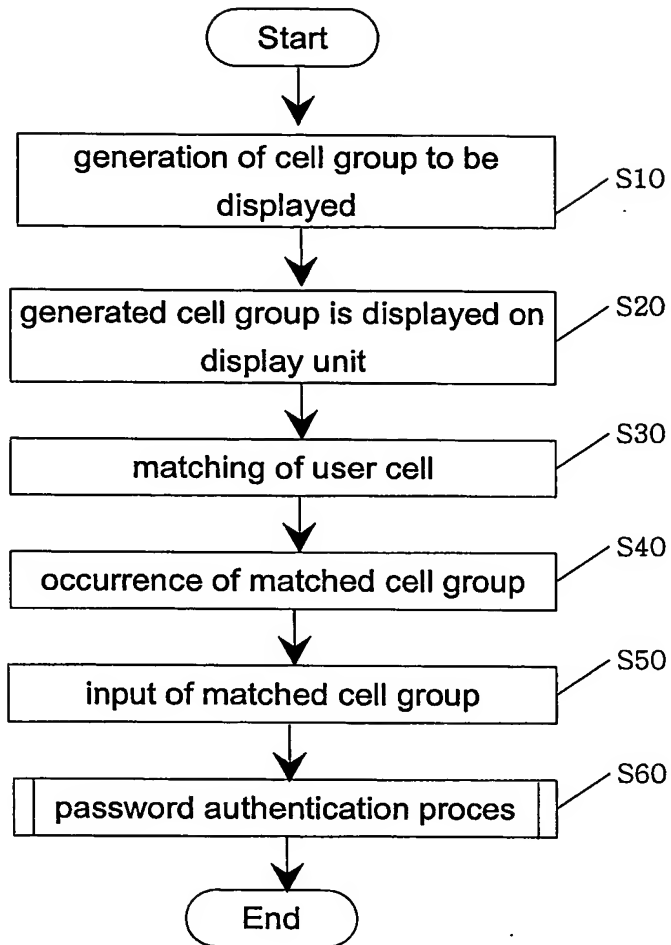 Start
generation of cell group to be
displayed
S10
generated cell group is displayed on
display unit
S20
matching of user cell
S30
occurrence of matched cell group
S40
input of matched cell group
S50
password authentication proces
S60
End